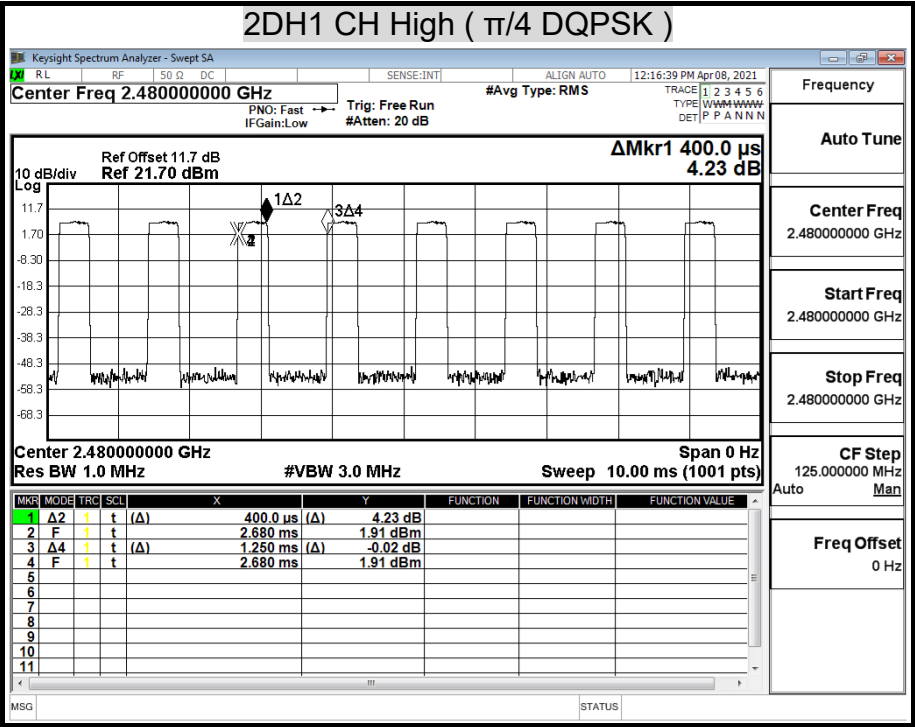 2DH1 CH High ( π/4 DQPSK )
Keysight Spectrum Analyzer - Swept SA
LXI RL RF 50 Ω DC SENSE:INT ALIGN AUTO 12:16:39 PM Apr 08, 2021
Center Freq 2.480000000 GHz
PNO: Fast
IFGain:Low
Trig: Free Run
#Atten: 20 dB
#Avg Type: RMS
TRACE 1 2 3 4 5 6
TYPE WWMWWWW
DET P P A N N N
Ref Offset 11.7 dB
10 dB/div Ref 21.70 dBm
Log
ΔMkr1 400.0 µs
4.23 dB
11.7
1.70
-8.30
-18.3
-28.3
-38.3
-48.3
-58.3
-68.3
1Δ2
3Δ4
Center 2.480000000 GHz Span 0 Hz
Res BW 1.0 MHz #VBW 3.0 MHz Sweep 10.00 ms (1001 pts)
MKR MODE TRC SCL X Y FUNCTION FUNCTION WIDTH FUNCTION VALUE
1 Δ2 1 t (Δ) 400.0 µs (Δ) 4.23 dB
2 F 1 t 2.680 ms 1.91 dBm
3 Δ4 1 t (Δ) 1.250 ms (Δ) -0.02 dB
4 F 1 t 2.680 ms 1.91 dBm
5
6
7
8
9
10
11
MSG STATUS
Frequency
Auto Tune
Center Freq
2.480000000 GHz
Start Freq
2.480000000 GHz
Stop Freq
2.480000000 GHz
CF Step
125.000000 MHz
Auto Man
Freq Offset
0 Hz